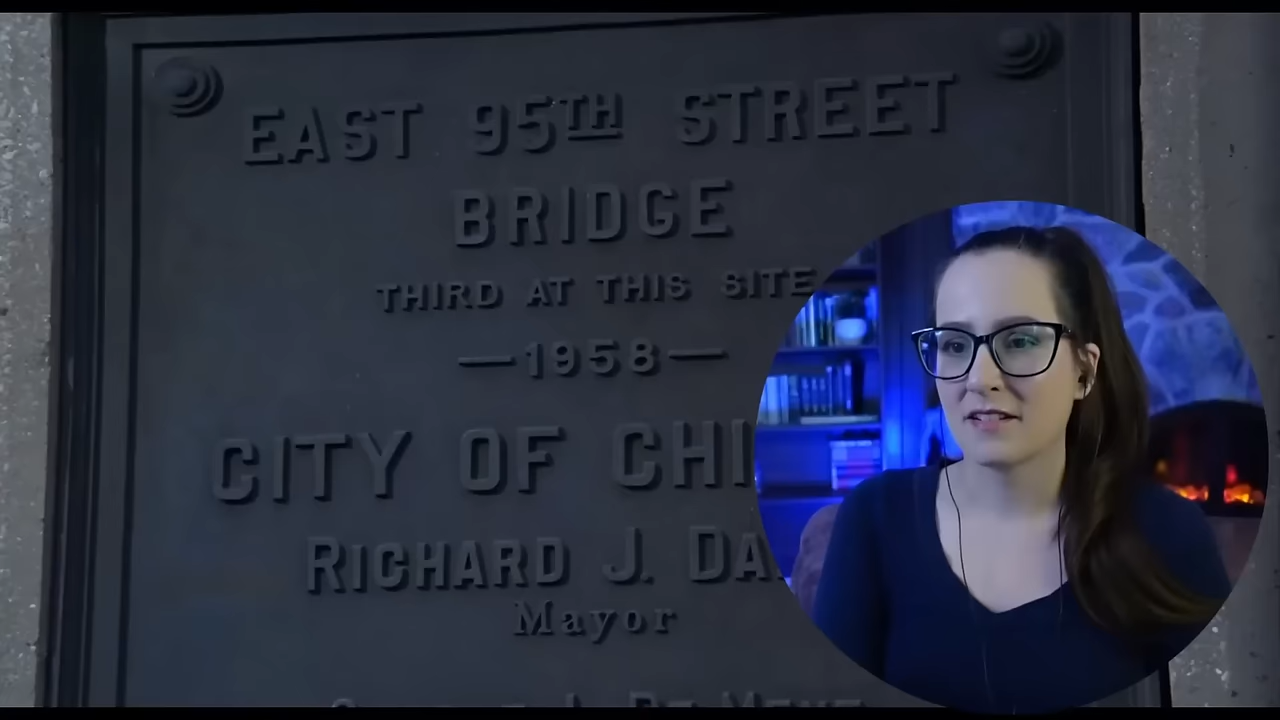 EAST 95TH STREET
BRIDGE
THIRD AT THIS SITE
—1958—
CITY OF CHI
RICHARD J. DA
Mayor